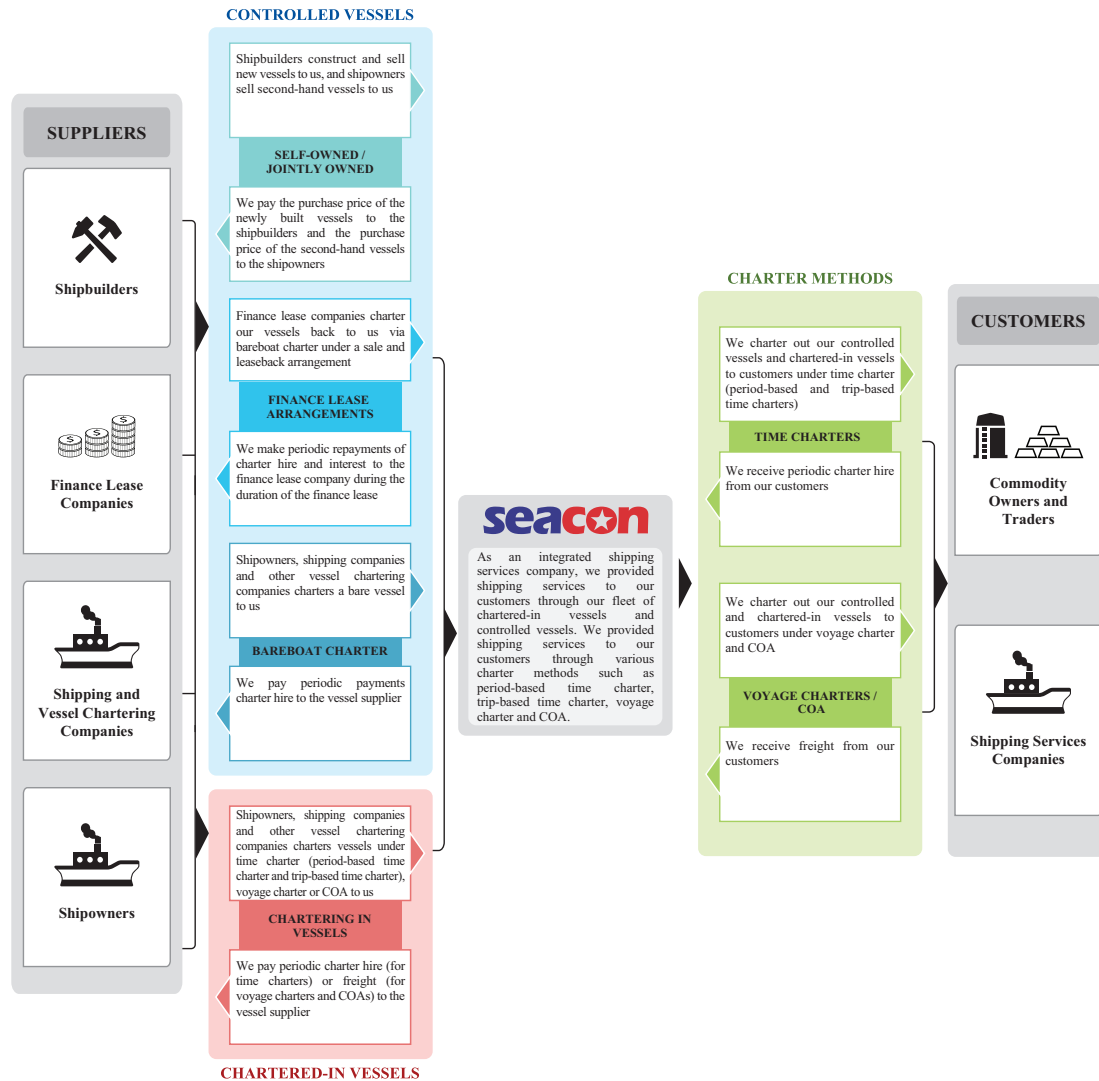 SUPPLIERS
Shipbuilders
$
$
$
Finance Lease
Companies
Shipping and
Vessel Chartering
Companies
Shipowners
CONTROLLED VESSELS
Shipbuilders construct and sell
new vessels to us, and shipowners
sell second-hand vessels to us
SELF-OWNED /
JOINTLY OWNED
We pay the purchase price of the
newly built vessels to the
shipbuilders and the purchase
price of the second-hand vessels
to the shipowners
Finance lease companies charter
our vessels back to us via
bareboat charter under a sale and
leaseback arrangement
FINANCE LEASE
ARRANGEMENTS
We make periodic repayments of
charter hire and interest to the
finance lease company during the
duration of the finance lease
Shipowners, shipping companies
and other vessel chartering
companies charters a bare vessel
to us
BAREBOAT CHARTER
We pay periodic payments
charter hire to the vessel supplier
Shipowners, shipping companies
and other vessel chartering
companies charters vessels under
time charter (period-based time
charter and trip-based time charter),
voyage charter or COA to us
CHARTERING IN
VESSELS
We pay periodic charter hire (for
time charters) or freight (for
voyage charters and COAs) to the
vessel supplier
CHARTERED-IN VESSELS
seacon
As an integrated shipping
services company, we provided
shipping services to our
customers through our fleet of
chartered-in vessels and
controlled vessels. We provided
shipping services to our
customers through various
charter methods such as
period-based time charter,
trip-based time charter, voyage
charter and COA.
CHARTER METHODS
We charter out our controlled
vessels and chartered-in vessels
to customers under time charter
(period-based and trip-based
time charters)
TIME CHARTERS
We receive periodic charter hire
from our customers
We charter out our controlled
and chartered-in vessels to
customers under voyage charter
and COA
VOYAGE CHARTERS /
COA
We receive freight from our
customers
CUSTOMERS
Commodity
Owners and
Traders
Shipping Services
Companies